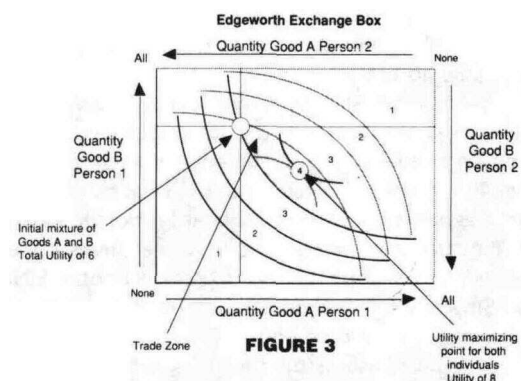 Edgeworth Exchange Box
Quantity Good A Person 2
All
None
1
2
3
4
3
2
1
Quantity
Good B
Person 1
Quantity
Good B
Person 2
Initial mixture of
Goods A and B
Total Utility of 6
None
All
Quantity Good A Person 1
Trade Zone
FIGURE 3
Utility maximizing
point for both
individuals
Utility of 8